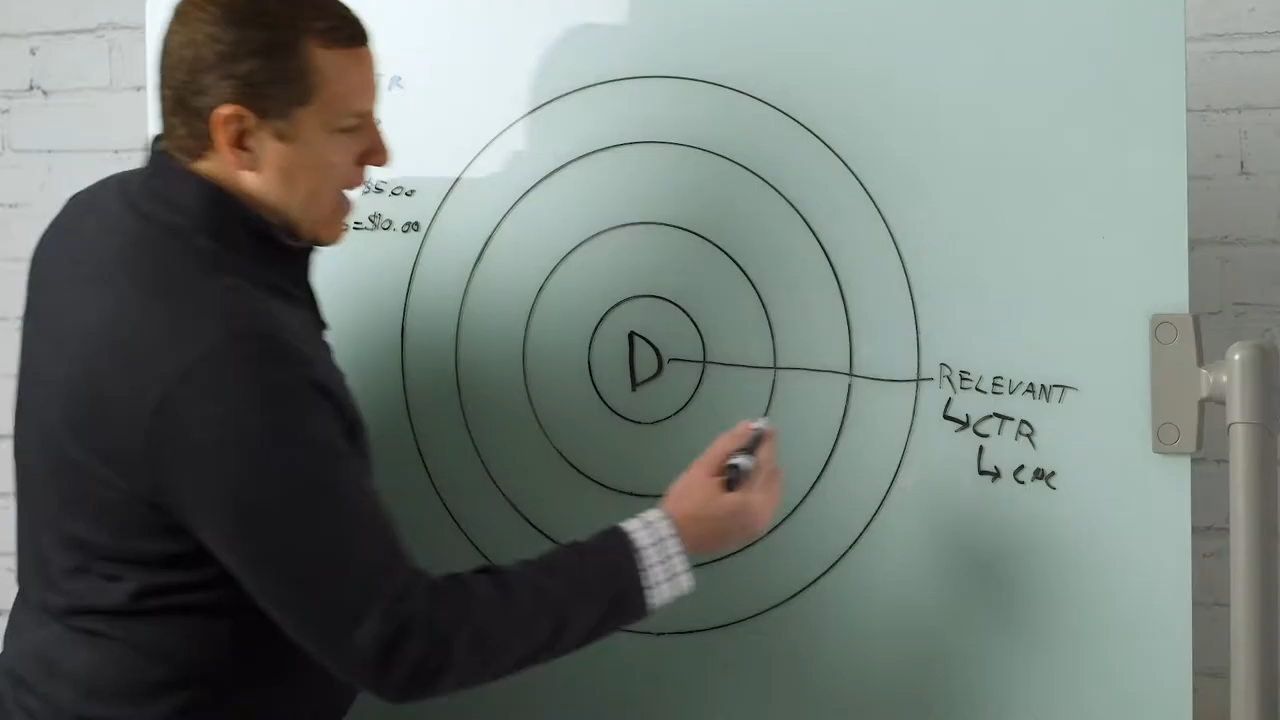 R
$5.00
=$10.00
D
RELEVANT
↳CTR
↳CPC